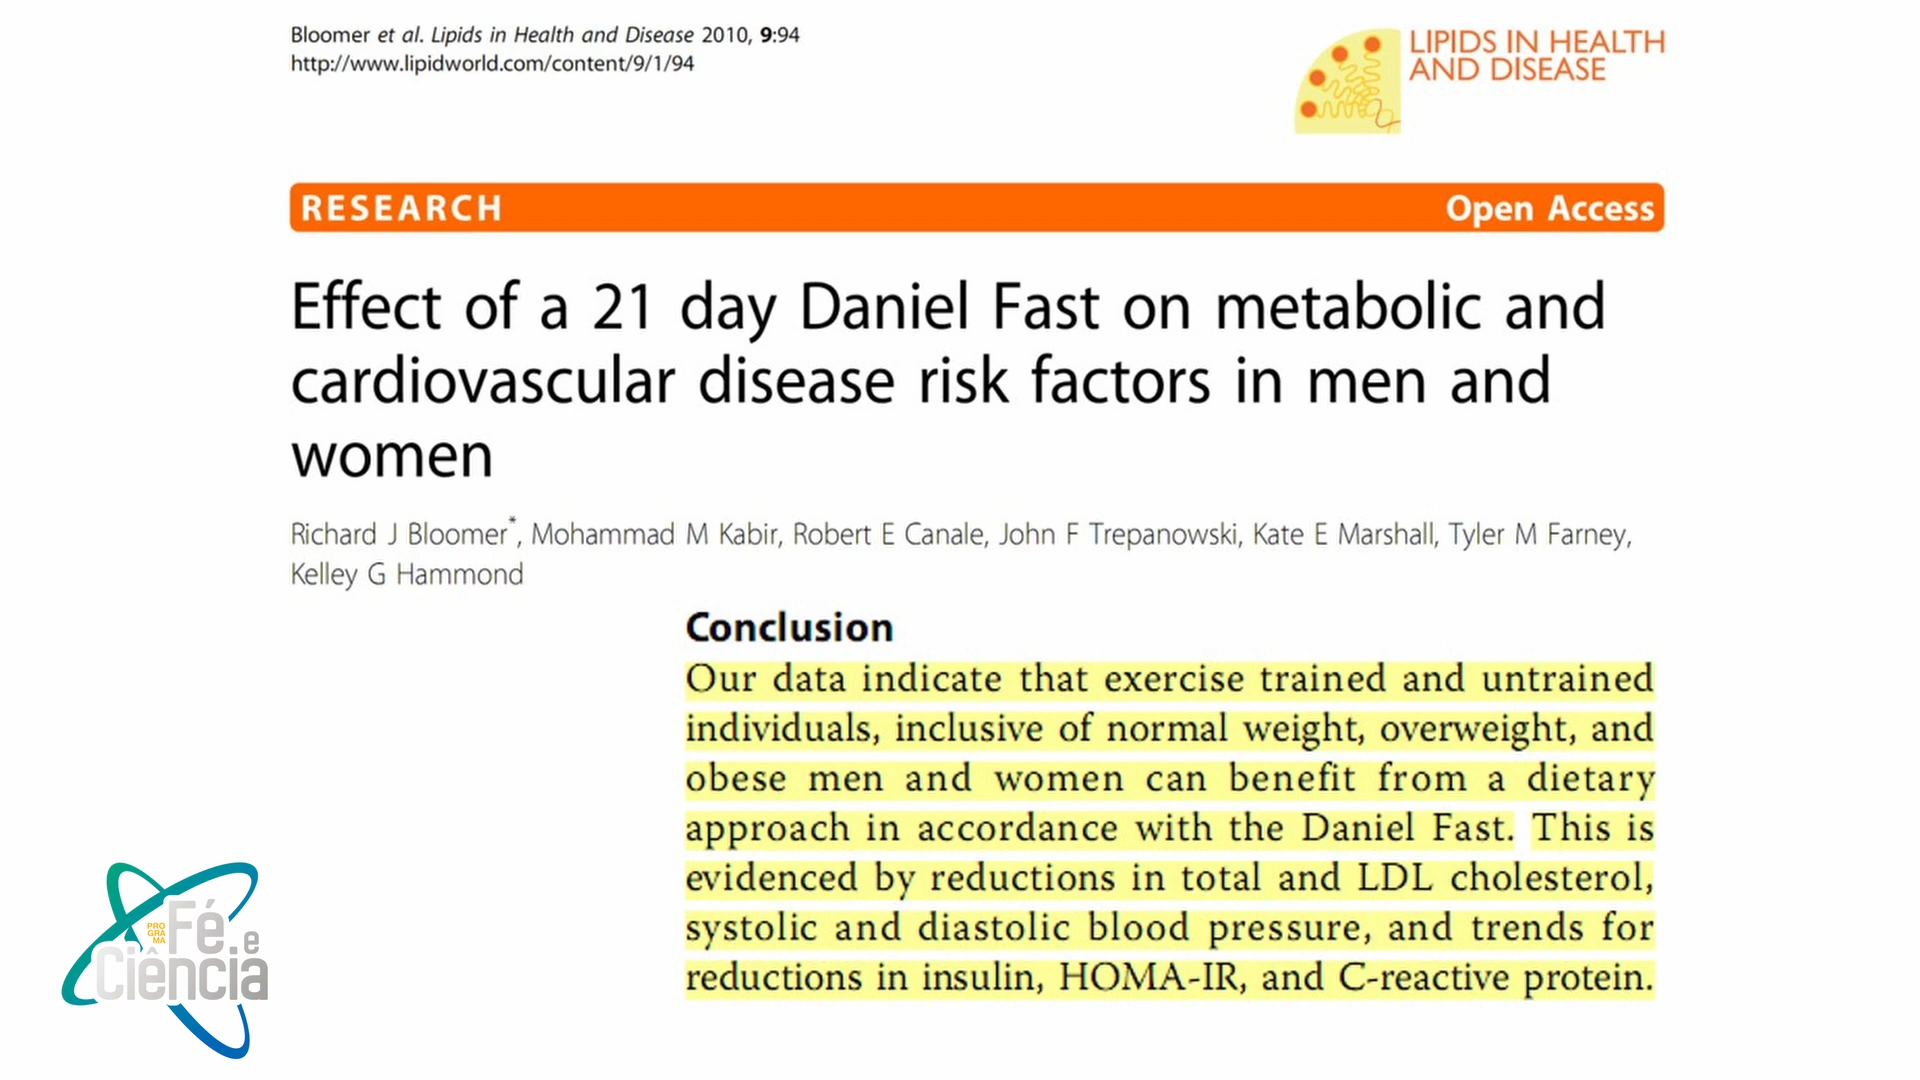 Bloomer et al. Lipids in Health and Disease 2010, 9:94
http://www.lipidworld.com/content/9/1/94
LIPIDS IN HEALTH
AND DISEASE
RESEARCH
Open Access
Effect of a 21 day Daniel Fast on metabolic and
cardiovascular disease risk factors in men and
women
Richard J Bloomer*, Mohammad M Kabir, Robert E Canale, John F Trepanowski, Kate E Marshall, Tyler M Farney,
Kelley G Hammond
Conclusion
Our data indicate that exercise trained and untrained
individuals, inclusive of normal weight, overweight, and
obese men and women can benefit from a dietary
approach in accordance with the Daniel Fast. This is
evidenced by reductions in total and LDL cholesterol,
systolic and diastolic blood pressure, and trends for
reductions in insulin, HOMA-IR, and C-reactive protein.
PRO
GRA
MA
Fé e
Ciência